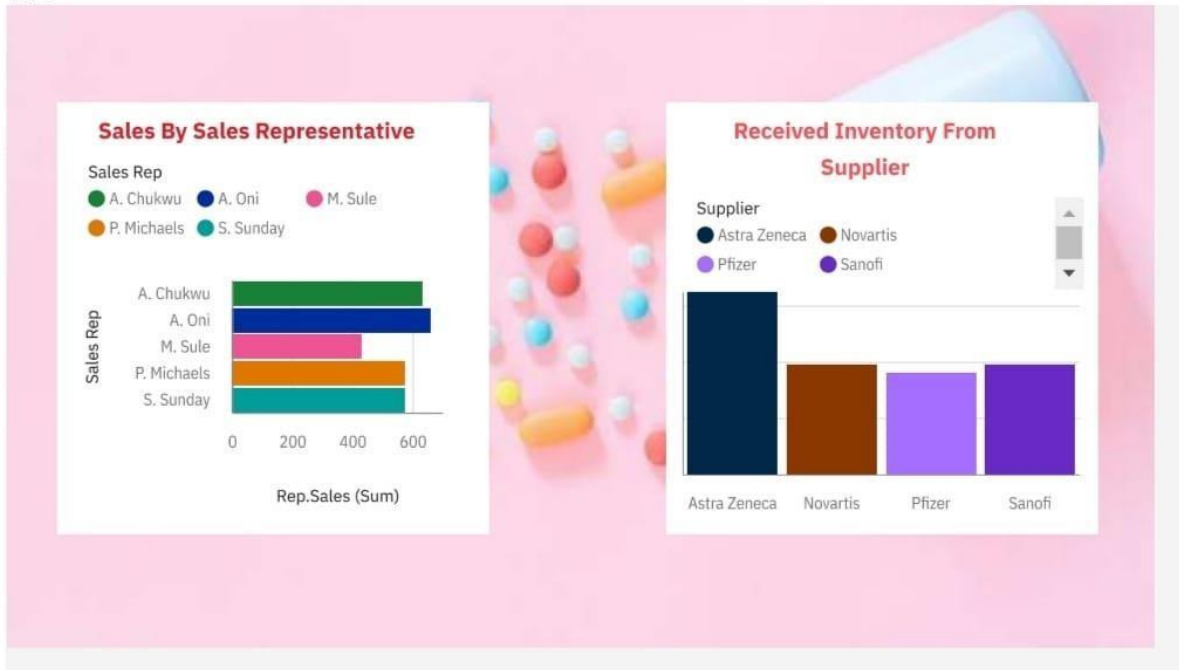 Sales By Sales Representative
Sales Rep
A. Chukwu A. Oni M. Sule
P. Michaels S. Sunday
Sales Rep
A. Chukwu
A. Oni
M. Sule
P. Michaels
S. Sunday
0 200 400 600
Rep.Sales (Sum)
Received Inventory From
Supplier
Supplier
Astra Zeneca Novartis
Pfizer Sanofi
Astra Zeneca Novartis Pfizer Sanofi